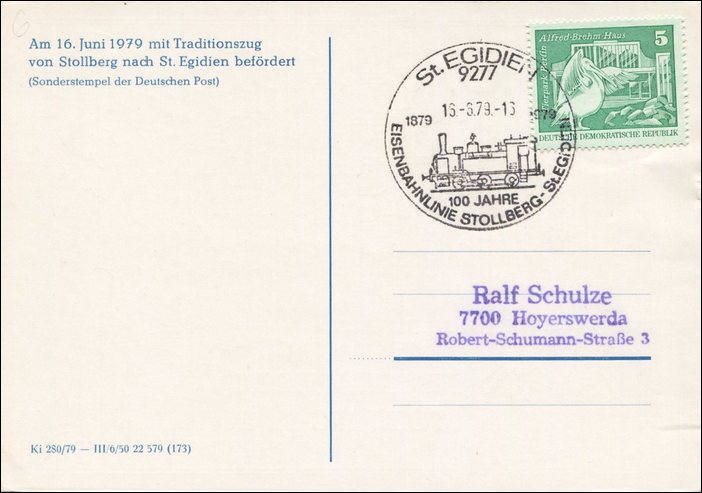 Am 16. Juni 1979 mit Traditionszug
von Stollberg nach St. Egidien befördert
(Sonderstempel der Deutschen Post)
St. EGIDIEN
9277
16.-6.79.-16
1879
1979
100 JAHRE
EISENBAHNLINIE STOLLBERG - St. EGIDIEN
Tierpark Berlin
Alfred-Brehm-Haus
5
DEUTSCHE DEMOKRATISCHE REPUBLIK
Ralf Schulze
7700 Hoyerswerda
Robert-Schumann-Straße 3
Ki 280/79 — III/6/50 22 579 (173)